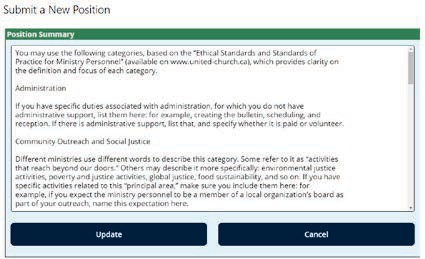 Submit a New Position
Position Summary
You may use the following categories, based on the "Ethical Standards and Standards of
Practice for Ministry Personnel" (available on www.united-church.ca), which provides clarity on
the definition and focus of each category.
Administration
If you have specific duties associated with administration, for which you do not have
administrative support, list them here: for example, creating the bulletin, scheduling, and
reception. If there is administrative support, list that, and specify whether it is paid or volunteer.
Community Outreach and Social Justice
Different ministries use different words to describe this category. Some refer to it as "activities
that reach beyond our doors." Others may describe it more specifically: environmental justice
activities, poverty and justice activities, global justice, food sustainability, and so on. If you have
specific activities related to this "principal area," make sure you include them here: for
example, if you expect the ministry personnel to be a member of a local organization's board as
part of your outreach, name this expectation here.
Update
Cancel